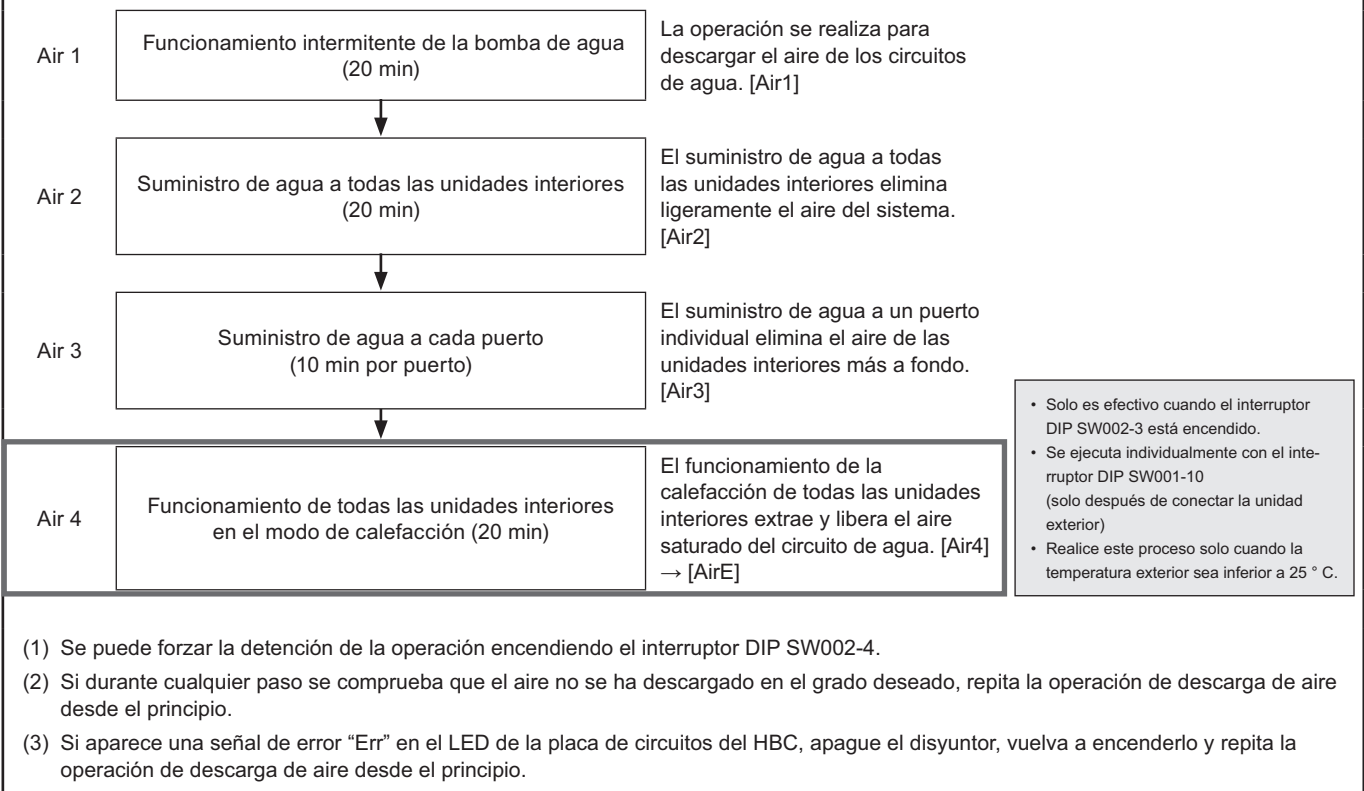 Air 1
Funcionamiento intermitente de la bomba de agua
(20 min)
La operación se realiza para
descargar el aire de los circuitos
de agua. [Air1]
Air 2
Suministro de agua a todas las unidades interiores
(20 min)
El suministro de agua a todas
las unidades interiores elimina
ligeramente el aire del sistema.
[Air2]
Air 3
Suministro de agua a cada puerto
(10 min por puerto)
El suministro de agua a un puerto
individual elimina el aire de las
unidades interiores más a fondo.
[Air3]
Air 4
Funcionamiento de todas las unidades interiores
en el modo de calefacción (20 min)
El funcionamiento de la
calefacción de todas las unidades
interiores extrae y libera el aire
saturado del circuito de agua. [Air4]
→ [AirE]
• Solo es efectivo cuando el interruptor
DIP SW002-3 está encendido.
• Se ejecuta individualmente con el inte-
rruptor DIP SW001-10
(solo después de conectar la unidad
exterior)
• Realice este proceso solo cuando la
temperatura exterior sea inferior a 25 ° C.
(1) Se puede forzar la detención de la operación encendiendo el interruptor DIP SW002-4.
(2) Si durante cualquier paso se comprueba que el aire no se ha descargado en el grado deseado, repita la operación de descarga de aire
desde el principio.
(3) Si aparece una señal de error “Err” en el LED de la placa de circuitos del HBC, apague el disyuntor, vuelva a encenderlo y repita la
operación de descarga de aire desde el principio.